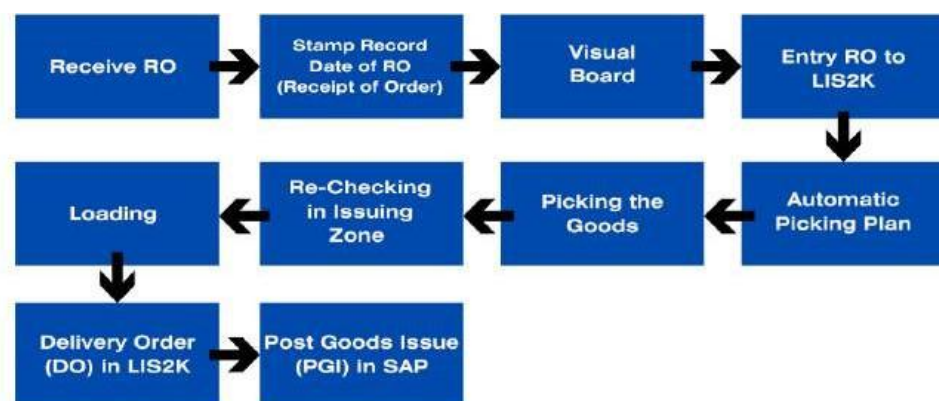 Receive RO
Stamp Record
Date of RO
(Receipt of Order)
Visual
Board
Entry RO to
LIS2K
Automatic
Picking Plan
Picking the
Goods
Re-Checking
in Issuing
Zone
Loading
Delivery Order
(DO) in LIS2K
Post Goods Issue
(PGI) in SAP